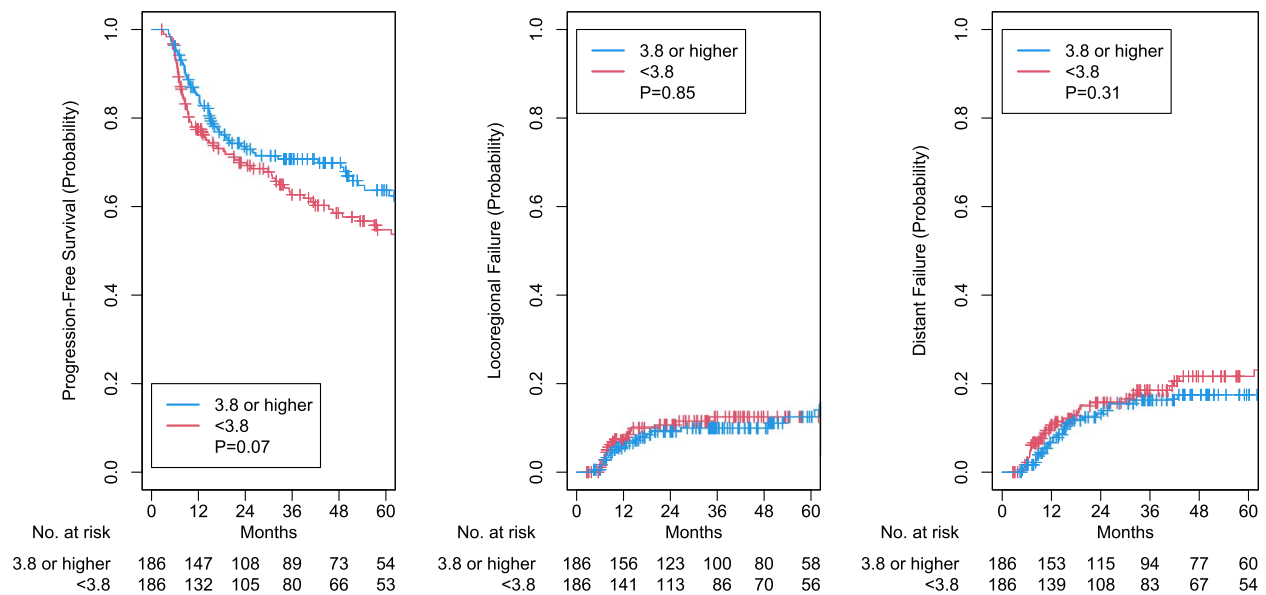 Progression-Free Survival (Probability)
1.0
0.8
0.6
0.4
0.2
0.0
3.8 or higher
<3.8
P=0.07
0 12 24 36 48 60
No. at risk
Months
3.8 or higher 186 147 108 89 73 54
<3.8 186 132 105 80 66 53
Locoregional Failure (Probability)
1.0
0.8
0.6
0.4
0.2
0.0
3.8 or higher
<3.8
P=0.85
0 12 24 36 48 60
No. at risk
Months
3.8 or higher 186 156 123 100 80 58
<3.8 186 141 113 86 70 56
Distant Failure (Probability)
1.0
0.8
0.6
0.4
0.2
0.0
3.8 or higher
<3.8
P=0.31
0 12 24 36 48 60
No. at risk
Months
3.8 or higher 186 153 115 94 77 60
<3.8 186 139 108 83 67 54